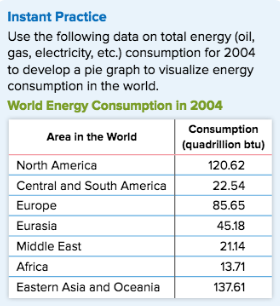 Instant Practice
Use the following data on total energy (oil,
gas, electricity, etc.) consumption for 2004
to develop a pie graph to visualize energy
consumption in the world.
World Energy Consumption in 2004
Area in the World
Consumption
(quadrillion btu)
North America 120.62
Central and South America 22.54
Europe 85.65
Eurasia 45.18
Middle East 21.14
Africa 13.71
Eastern Asia and Oceania 137.61